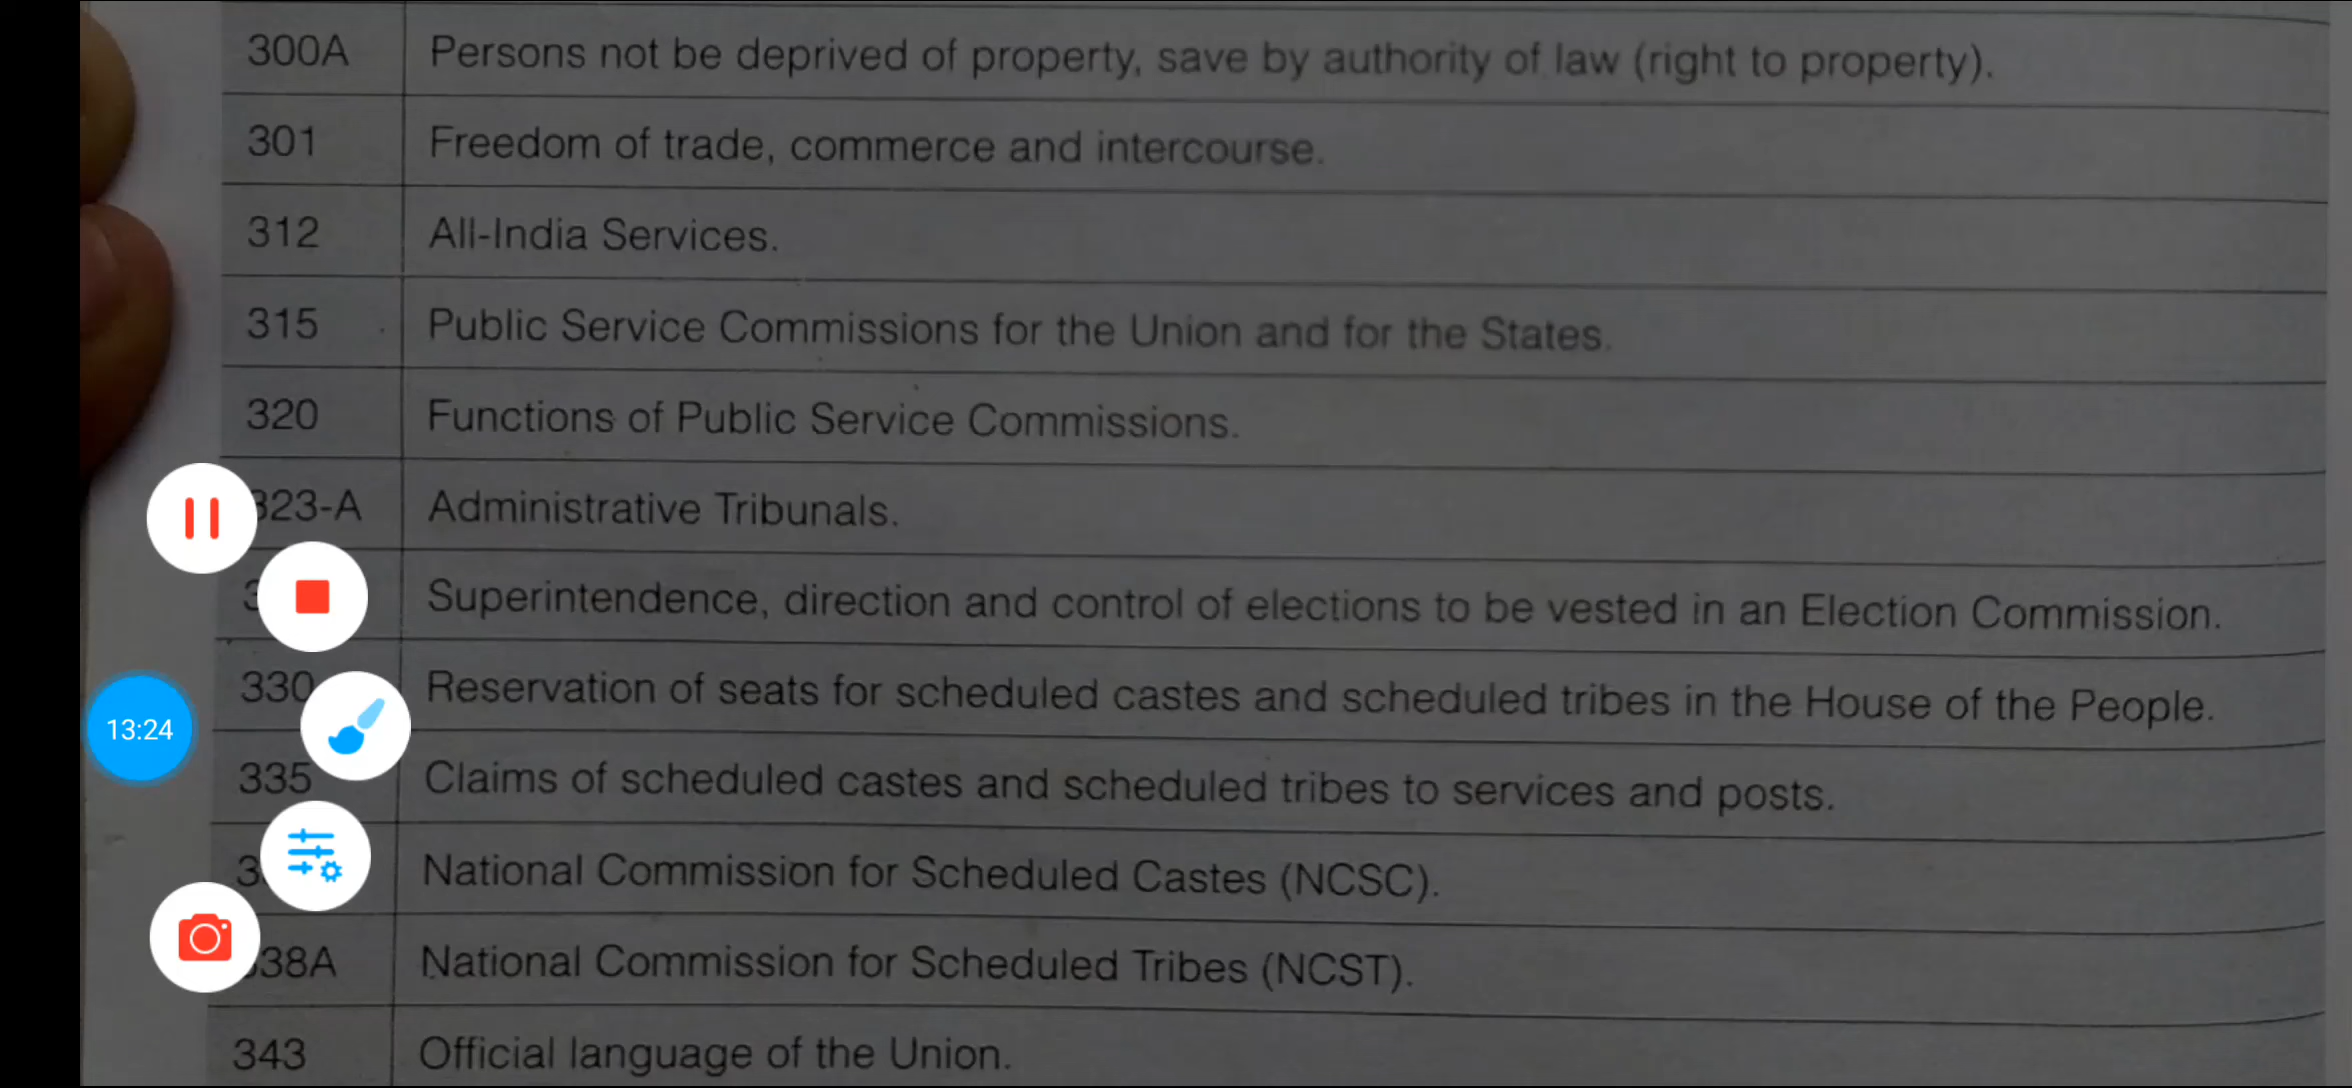 300A Persons not be deprived of property, save by authority of law (right to property).
301 Freedom of trade, commerce and intercourse.
312 All-India Services.
315 Public Service Commissions for the Union and for the States.
320 Functions of Public Service Commissions.
323-A Administrative Tribunals.
Superintendence, direction and control of elections to be vested in an Election Commission.
330 Reservation of seats for scheduled castes and scheduled tribes in the House of the People.
13:24
335 Claims of scheduled castes and scheduled tribes to services and posts.
National Commission for Scheduled Castes (NCSC).
38A National Commission for Scheduled Tribes (NCST).
343 Official language of the Union.